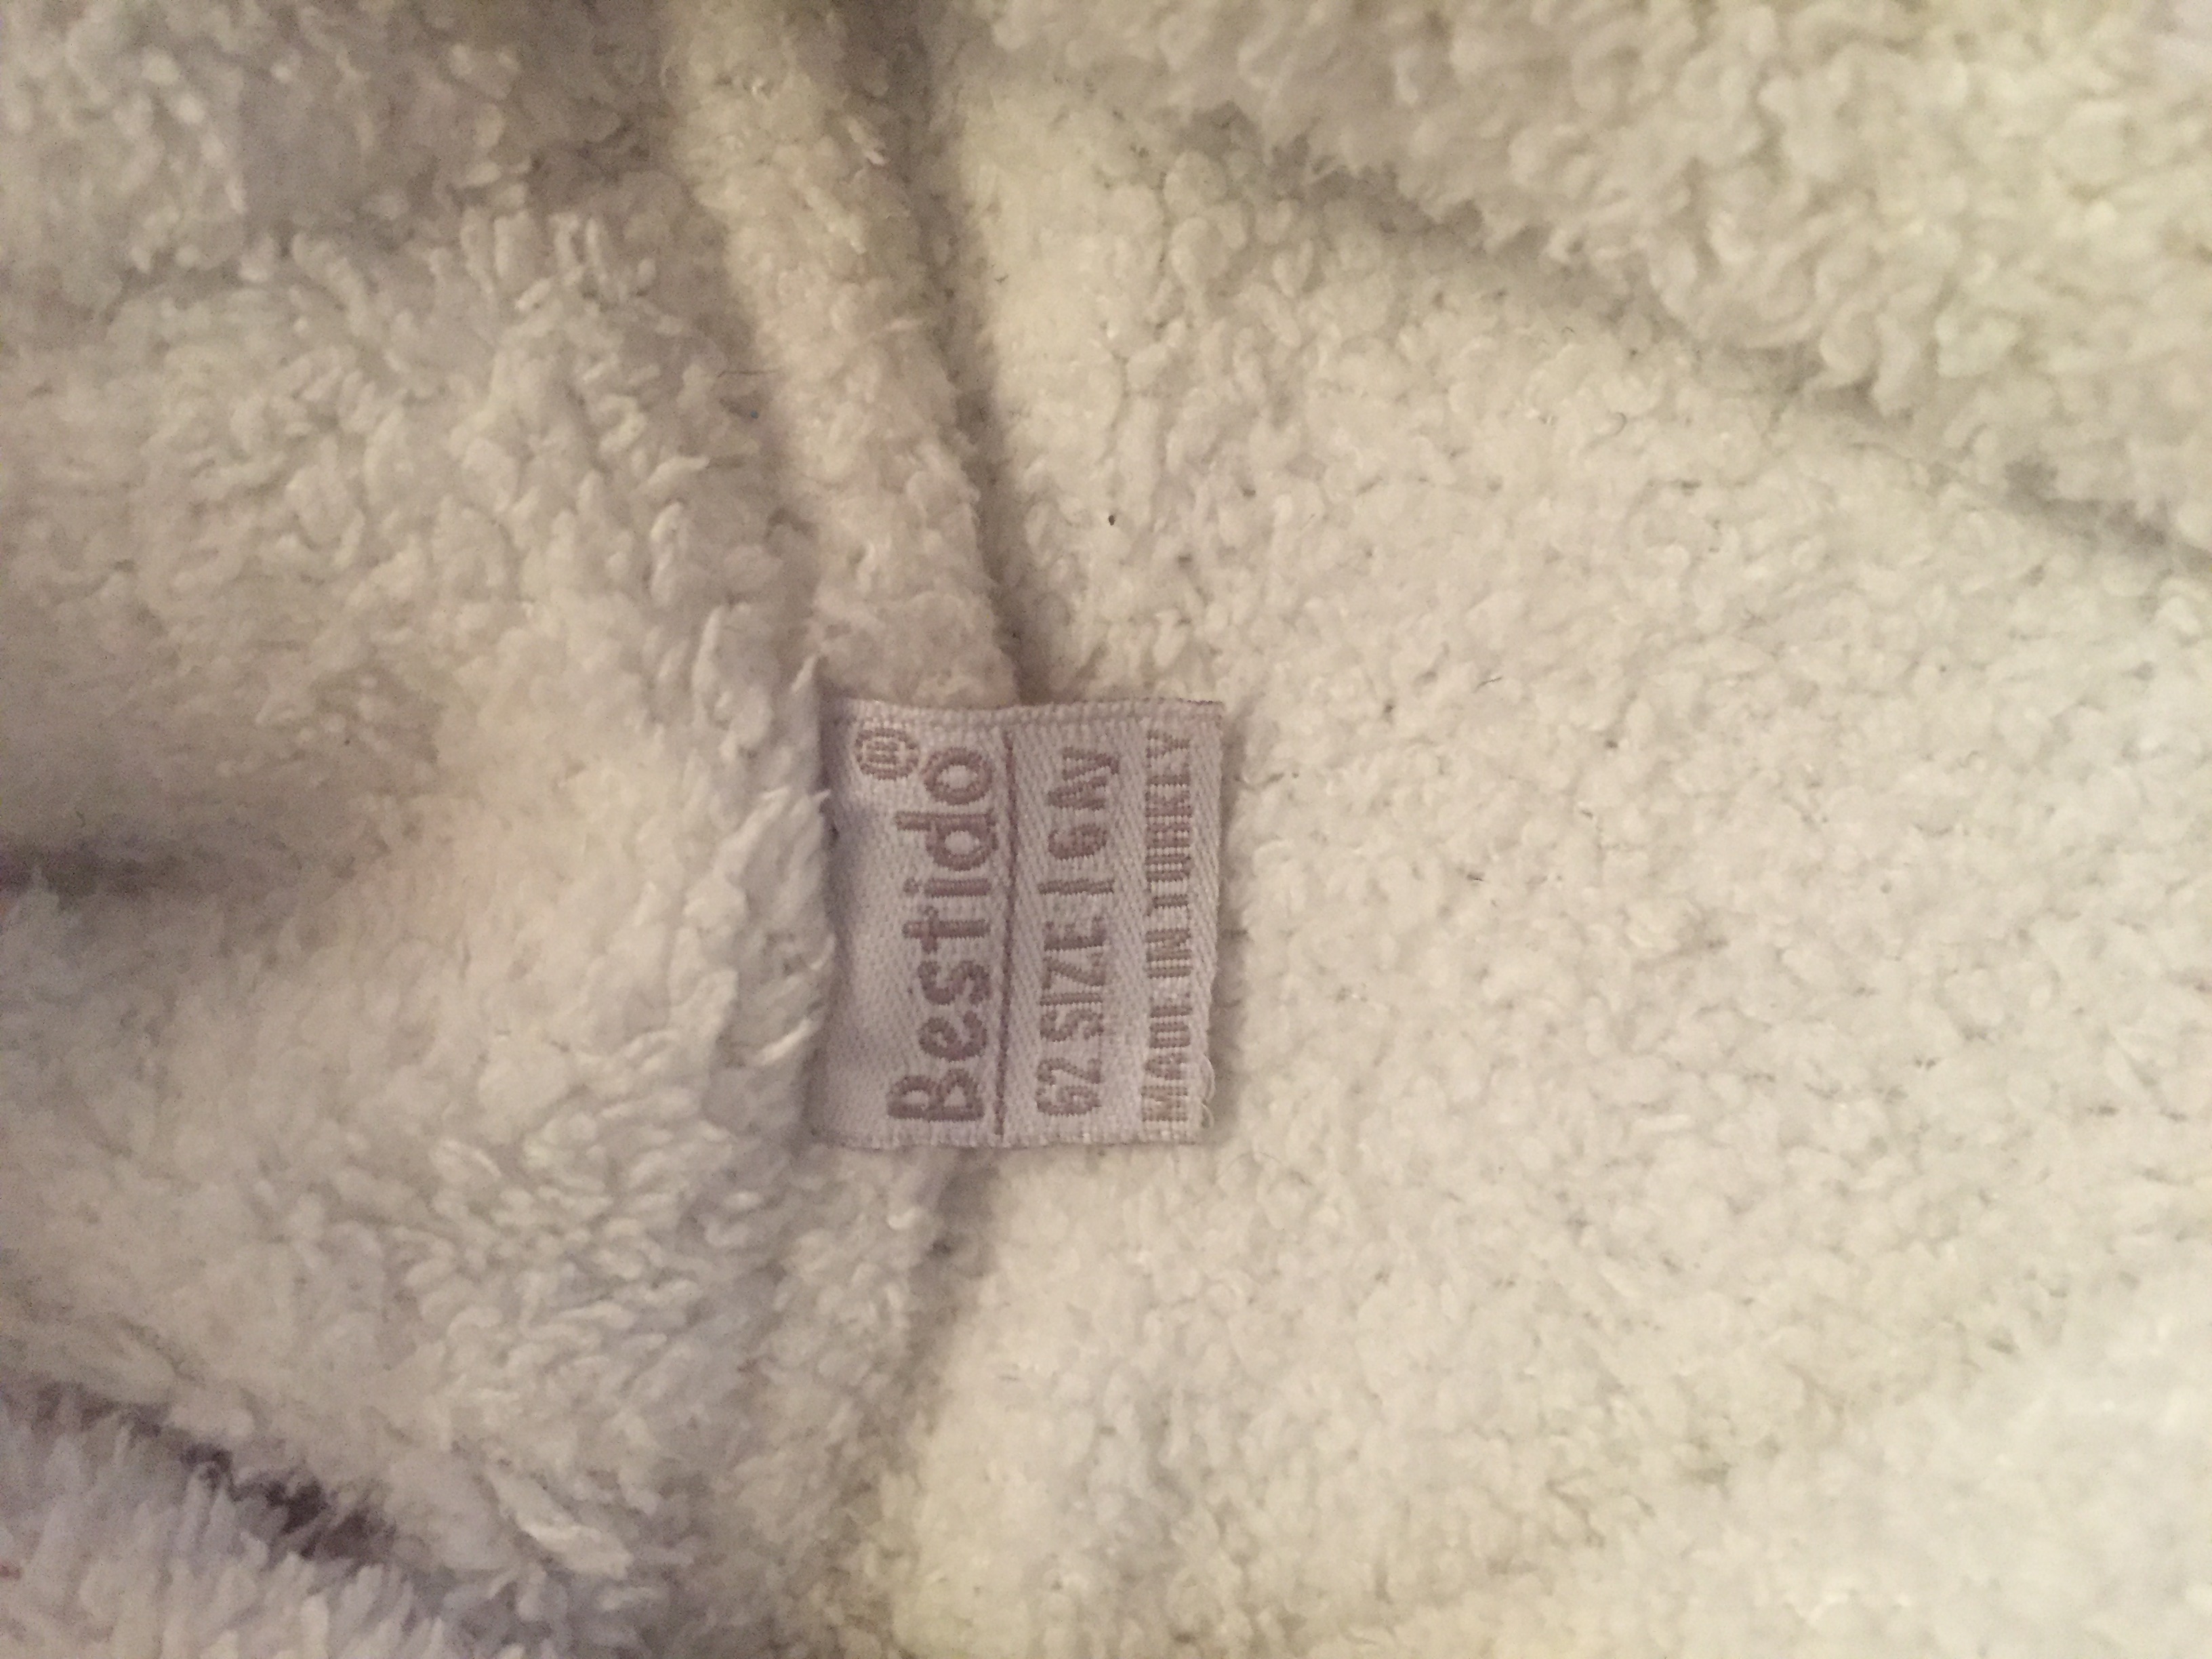 Bestido®
62 SIZE | 6 Ay
MADE IN TURKEY